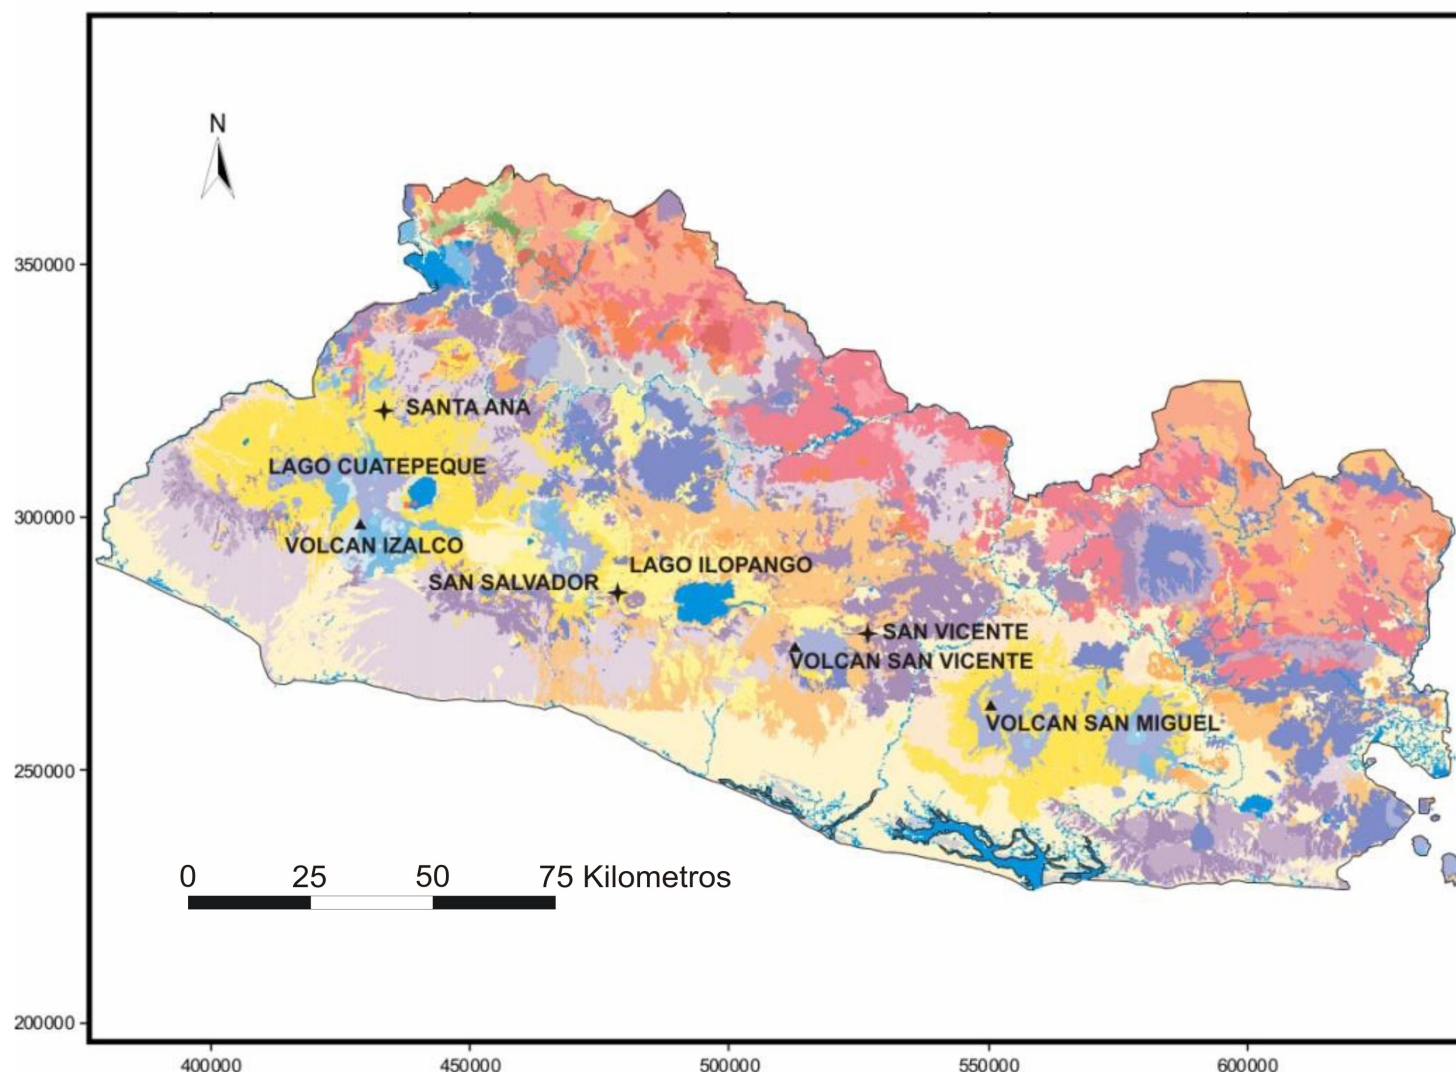 N
350000
SANTA ANA
LAGO CUATEPEQUE
300000
VOLCAN IZALCO
LAGO ILOPANGO
SAN SALVADOR
SAN VICENTE
VOLCAN SAN VICENTE
VOLCAN SAN MIGUEL
250000
0 25 50 75 Kilometros
200000
400000 450000 500000 550000 600000